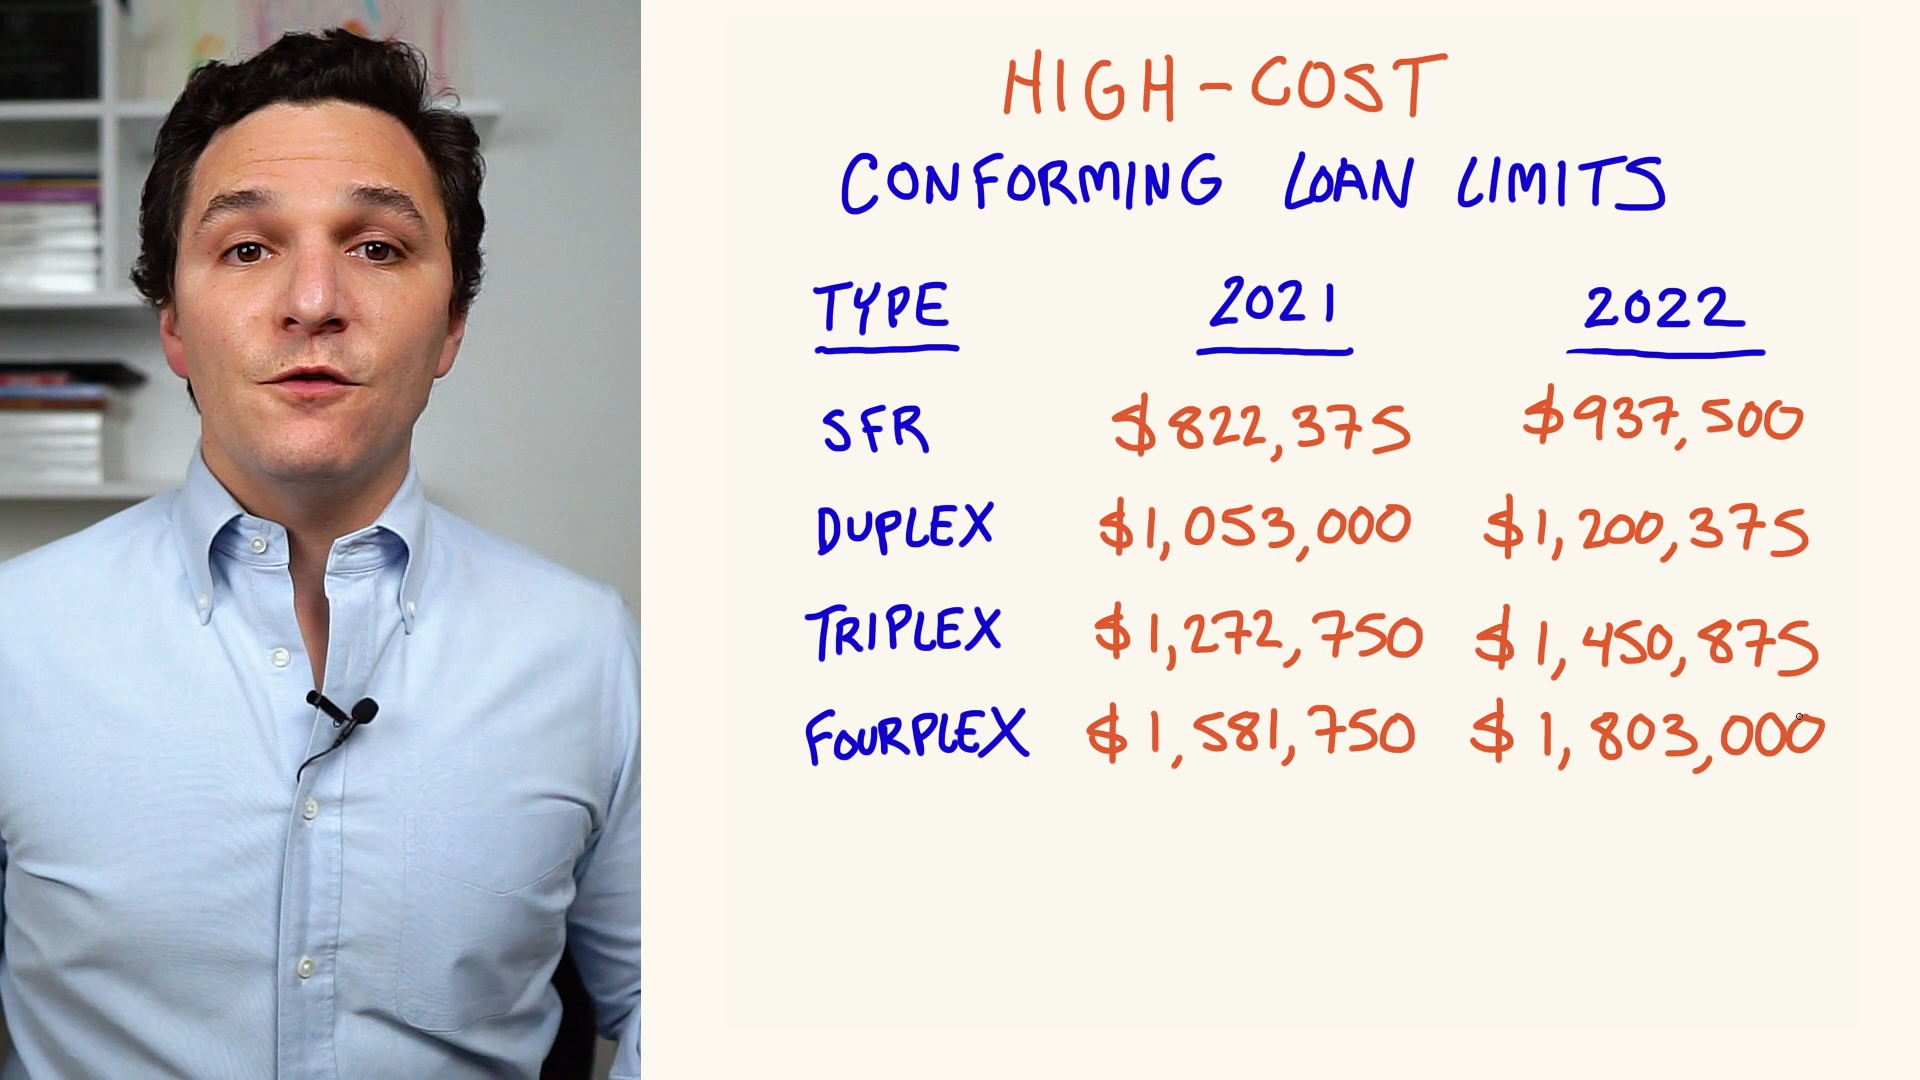 HIGH-COST
CONFORMING LOAN LIMITS
TYPE 2021 2022
SFR $822,375 $937,500
DUPLEX $1,053,000 $1,200,375
TRIPLEX $1,272,750 $1,450,875
FOURPLEX $1,581,750 $1,803,000